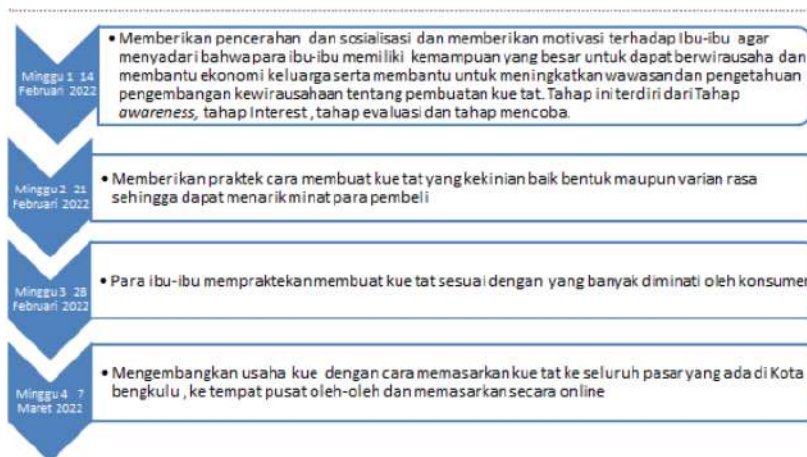 Minggu 1 14
Februari 2022
• Memberikan pencerahan dan sosialisasi dan memberikan motivasi terhadap Ibu-ibu agar
menyadari bahwa para ibu-ibu memiliki kemampuan yang besar untuk dapat berwirausaha dan
membantu ekonomi keluarga serta membantu untuk meningkatkan wawasan dan pengetahuan
pengembangan kewirausahaan tentang pembuatan kue tat. Tahap ini terdiri dari Tahap
awareness, tahap Interest , tahap evaluasi dan tahap mencoba.
Minggu 2 21
Februari 2022
• Memberikan praktek cara membuat kue tat yang kekinian baik bentuk maupun varian rasa
sehingga dapat menarik minat para pembeli
Minggu 3 28
Februari 2022
• Para ibu-ibu mempraktekan membuat kue tat sesuai dengan yang banyak diminati oleh konsumen
Minggu 4 7
Maret 2022
• Mengembangkan usaha kue dengan cara memasarkan kue tat ke seluruh pasar yang ada di Kota
bengkulu , ke tempat pusat oleh-oleh dan memasarkan secara online